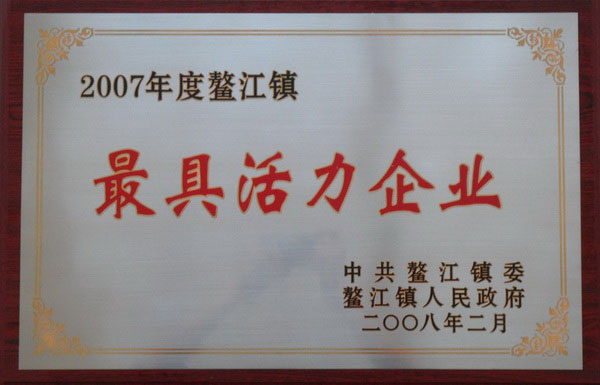 2007年度鳌江镇
最具活力企业
中共鳌江镇委
鳌江镇人民政府
二〇〇八年二月